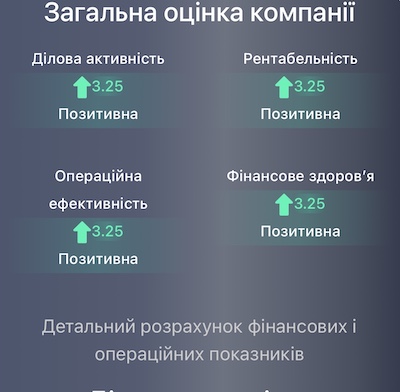 Загальна оцінка компанії
Ділова активність
3.25
Позитивна
Рентабельність
3.25
Позитивна
Операційна
ефективність
3.25
Позитивна
Фінансове здоров’я
3.25
Позитивна
Детальний розрахунок фінансових і
операційних показників